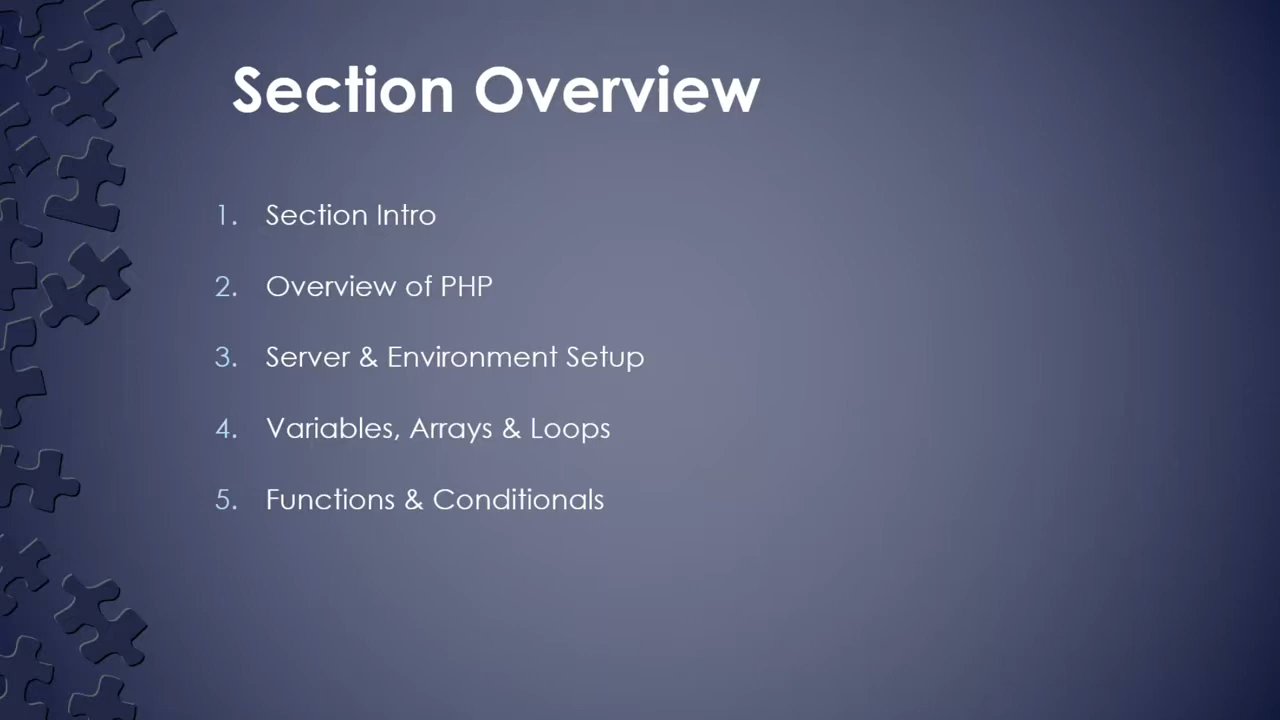 Section Overview
1. Section Intro
2. Overview of PHP
3. Server & Environment Setup
4. Variables, Arrays & Loops
5. Functions & Conditionals